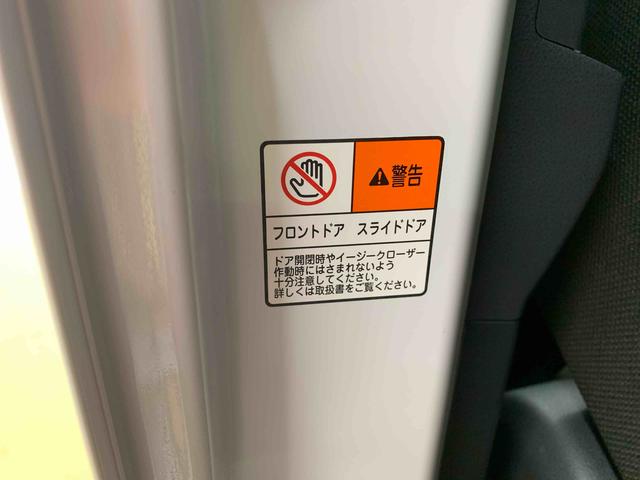 警告
フロントドア スライドドア
ドア開閉時やイージークローザー
作動時にはさまれないよう
十分注意してください。
詳しくは取扱書をご覧ください。